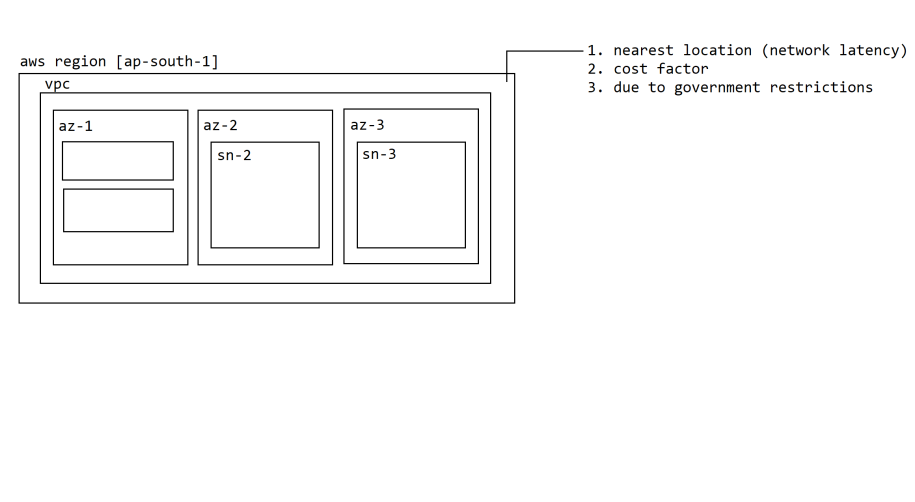 aws region [ap-south-1]
vpc
az-1
az-2
sn-2
az-3
sn-3
1. nearest location (network latency)
2. cost factor
3. due to government restrictions